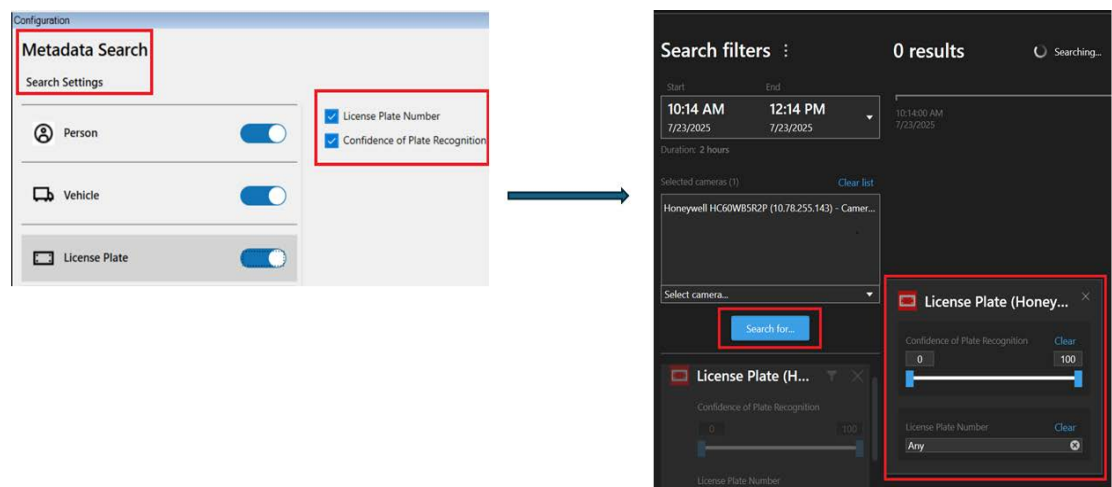 Configuration
Metadata Search
Search Settings
Person
Vehicle
License Plate
License Plate Number
Confidence of Plate Recognition
Search filters
Start End
10:14 AM 12:14 PM
7/23/2025 7/23/2025
Duration: 2 hours
Selected cameras (1) Clear list
Honeywell HC60WB5R2P (10.78.255.143) - Camer...
Select camera...
Search for...
License Plate (H...
Confidence of Plate Recognition
0 100
License Plate Number
0 results Searching...
10:14:00 AM
7/23/2025
License Plate (Honey...
Confidence of Plate Recognition Clear
0 100
License Plate Number Clear
Any